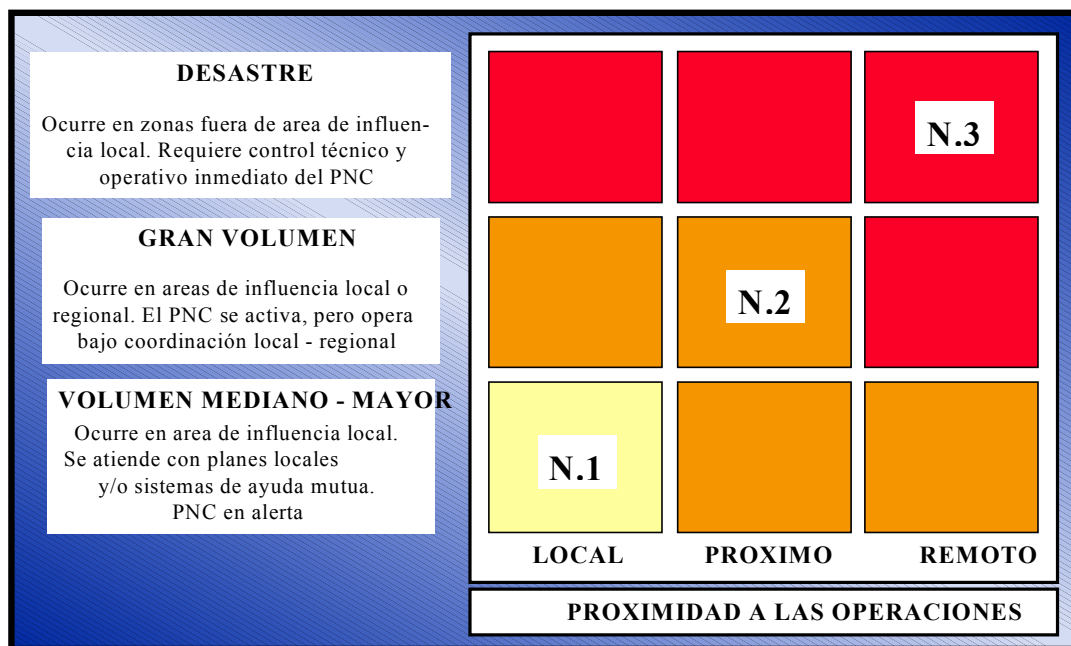 DESASTRE
Ocurre en zonas fuera de area de influen-
cia local. Requiere control técnico y
operativo inmediato del PNC
N.3
GRAN VOLUMEN
Ocurre en areas de influencia local o
regional. El PNC se activa, pero opera
bajo coordinación local - regional
N.2
VOLUMEN MEDIANO - MAYOR
Ocurre en area de influencia local.
Se atiende con planes locales
y/o sistemas de ayuda mutua.
PNC en alerta
N.1
LOCAL PROXIMO REMOTO
PROXIMIDAD A LAS OPERACIONES